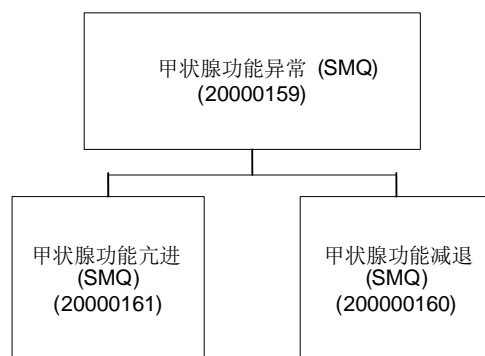 甲状腺功能异常 (SMQ)
(20000159)
甲状腺功能亢进
(SMQ)
(20000161)
甲状腺功能减退
(SMQ)
(200000160)